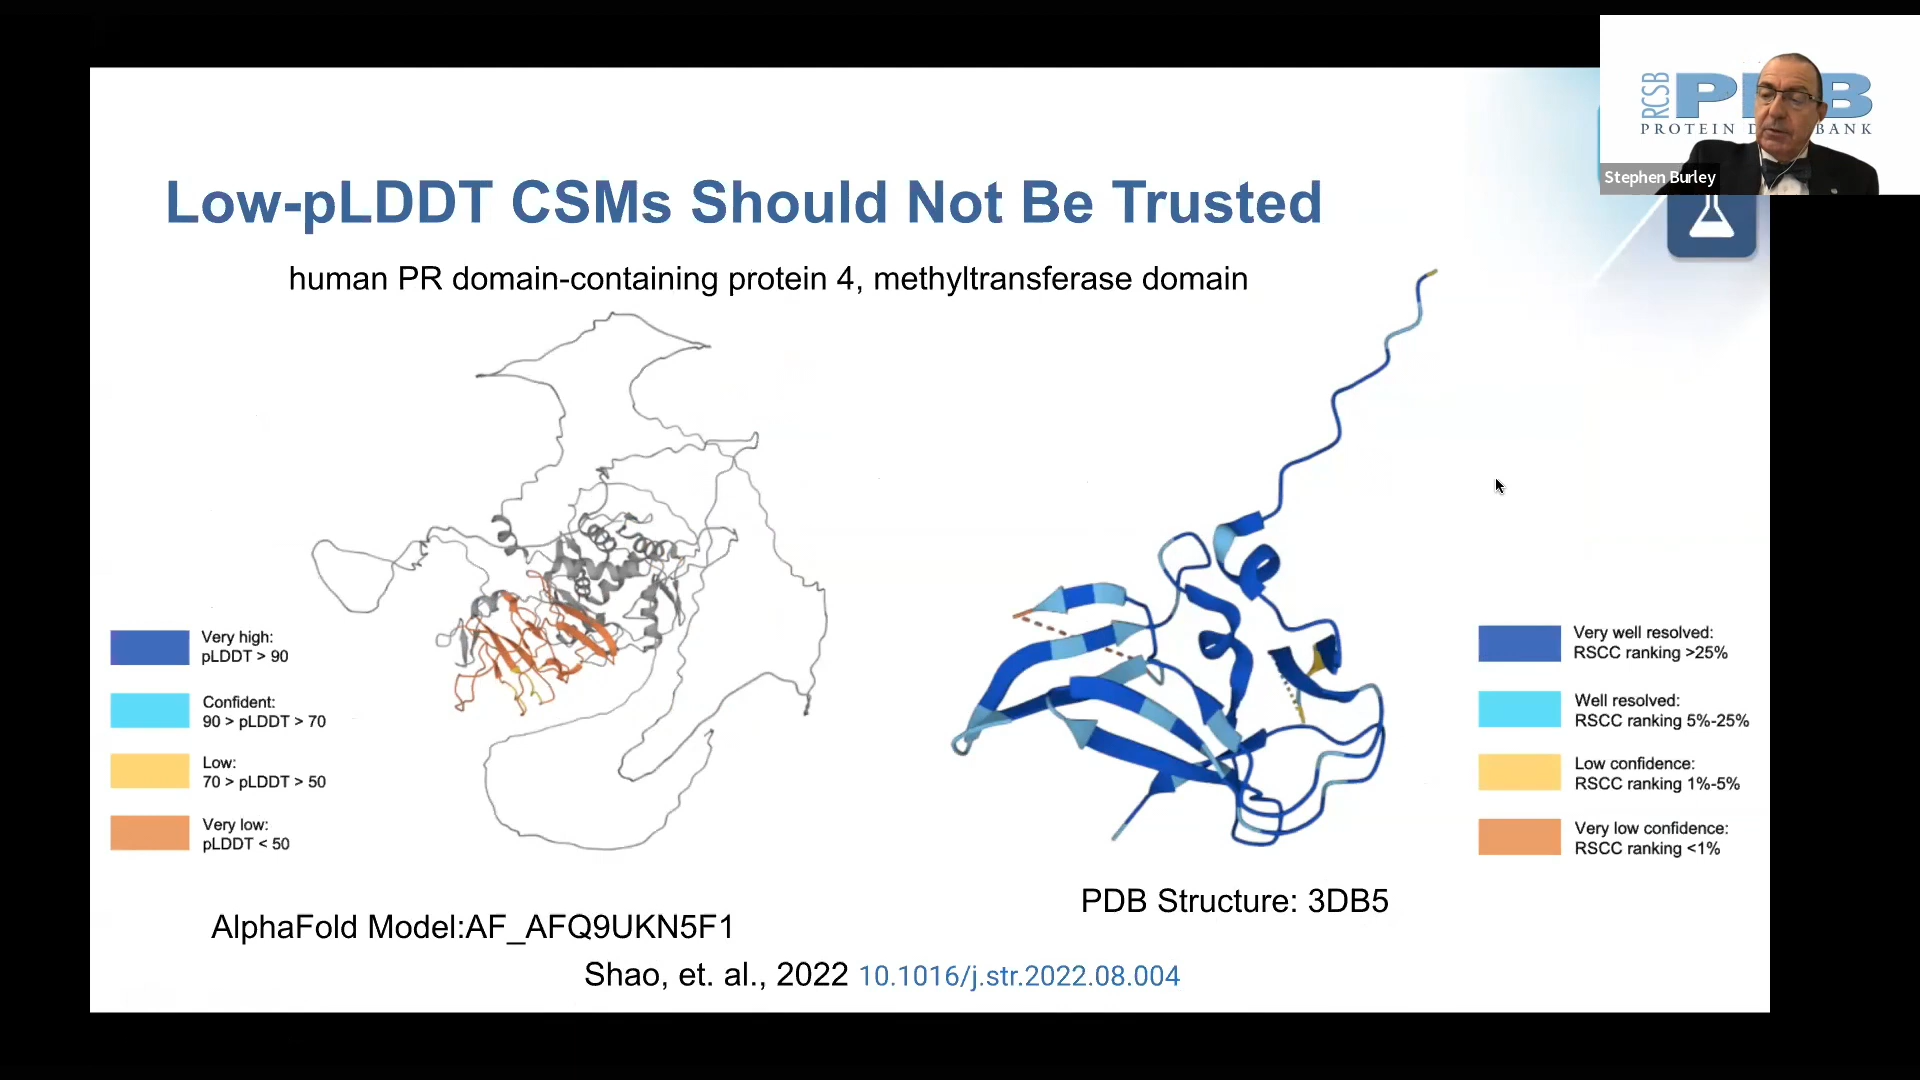 RCSB
PROTEIN D BANK
Stephen Burley
Low-pLDDT CSMs Should Not Be Trusted
human PR domain-containing protein 4, methyltransferase domain
Very high:
pLDDT > 90
Confident:
90 > pLDDT > 70
Low:
70 > pLDDT > 50
Very low:
pLDDT < 50
Very well resolved:
RSCC ranking >25%
Well resolved:
RSCC ranking 5%-25%
Low confidence:
RSCC ranking 1%-5%
Very low confidence:
RSCC ranking <1%
AlphaFold Model:AF_AFQ9UKN5F1
PDB Structure: 3DB5
Shao, et. al., 2022 10.1016/j.str.2022.08.004